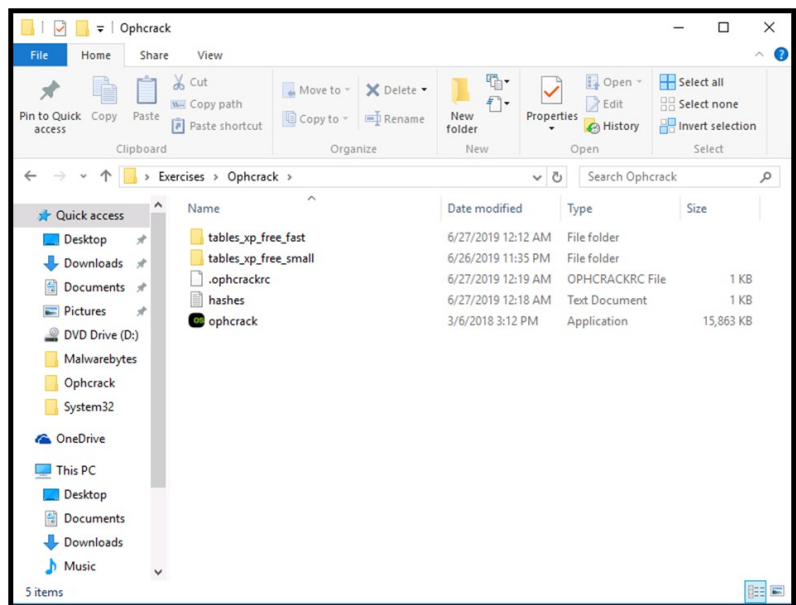 Ophcrack
File Home Share View
Pin to Quick access
Copy
Paste
Cut
Copy path
Paste shortcut
Clipboard
Move to
Copy to
Delete
Rename
Organize
New folder
New
Properties
Open
Edit
History
Open
Select all
Select none
Invert selection
Select
Exercises > Ophcrack >
Search Ophcrack
Quick access
Desktop
Downloads
Documents
Pictures
DVD Drive (D:)
Malwarebytes
Ophcrack
System32
OneDrive
This PC
Desktop
Documents
Downloads
Music
Name Date modified Type Size
tables_xp_free_fast 6/27/2019 12:12 AM File folder
tables_xp_free_small 6/26/2019 11:35 PM File folder
.ophcrackrc 6/27/2019 12:19 AM OPHCRACKRC File 1 KB
hashes 6/27/2019 12:18 AM Text Document 1 KB
OS ophcrack 3/6/2018 3:12 PM Application 15,863 KB
5 items